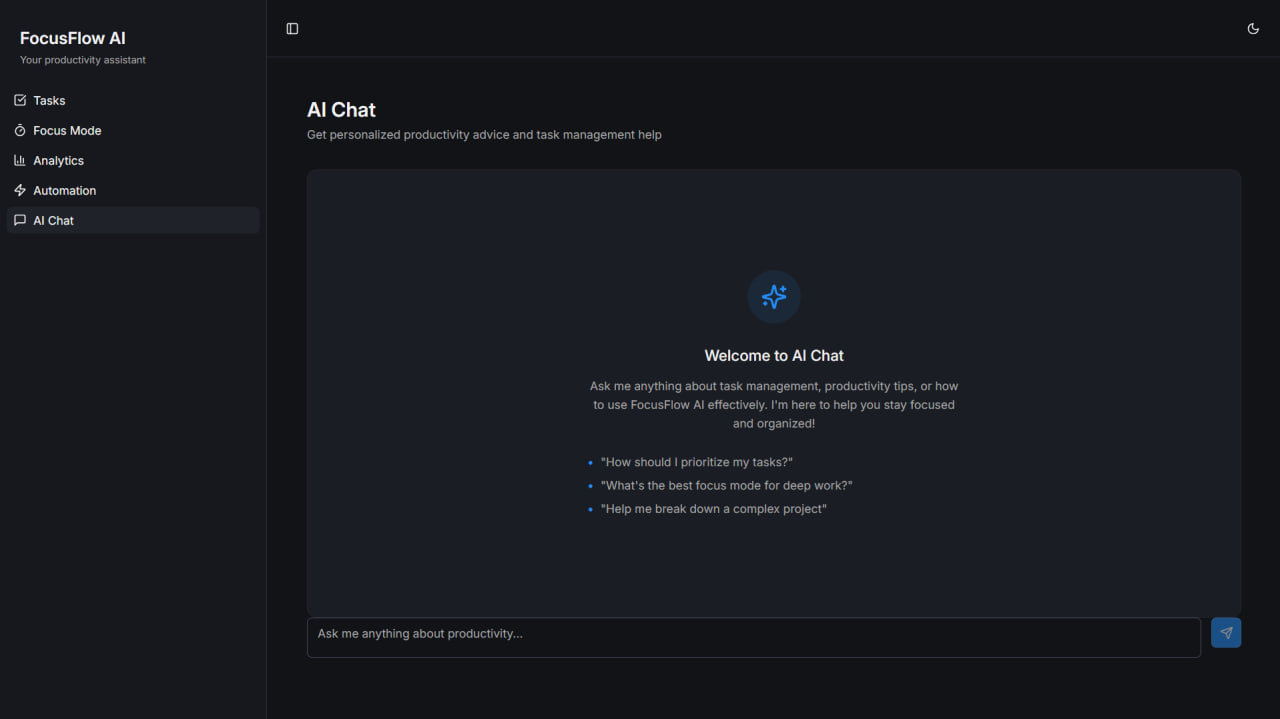 FocusFlow AI
Your productivity assistant
Tasks
Focus Mode
Analytics
Automation
AI Chat
AI Chat
Get personalized productivity advice and task management help
Welcome to AI Chat
Ask me anything about task management, productivity tips, or how
to use FocusFlow AI effectively. I'm here to help you stay focused
and organized!
• "How should I prioritize my tasks?"
• "What's the best focus mode for deep work?"
• "Help me break down a complex project"
Ask me anything about productivity...